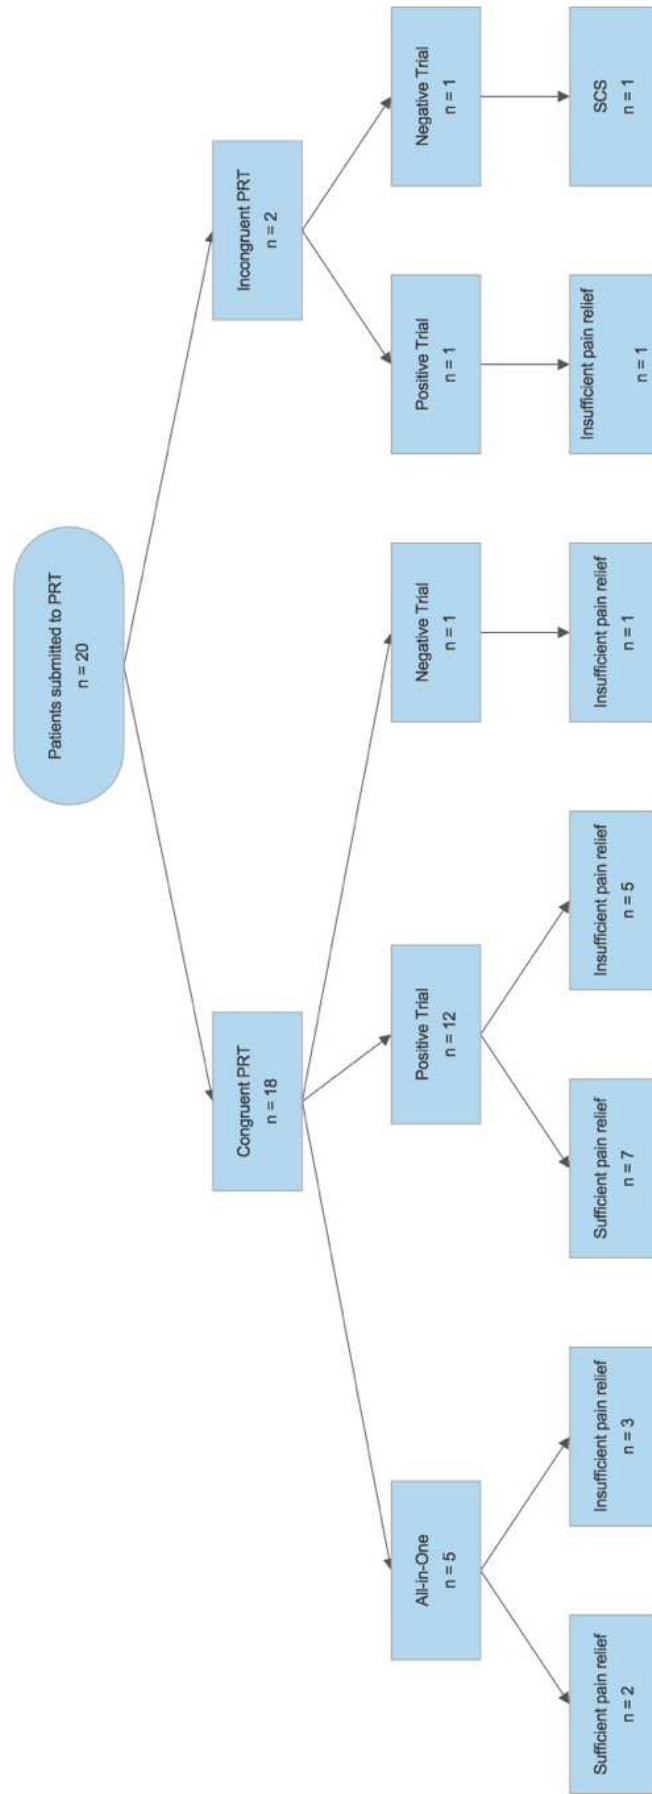 Patients submitted to PRT
n = 20
Congruent PRT
n = 18
Incongruent PRT
n = 2
All-in-One
n = 5
Positive Trial
n = 12
Negative Trial
n = 1
Positive Trial
n = 1
Negative Trial
n = 1
Sufficient pain relief
n = 2
Insufficient pain relief
n = 3
Sufficient pain relief
n = 7
Insufficient pain relief
n = 5
Insufficient pain relief
n = 1
Insufficient pain relief
n = 1
SCS
n = 1